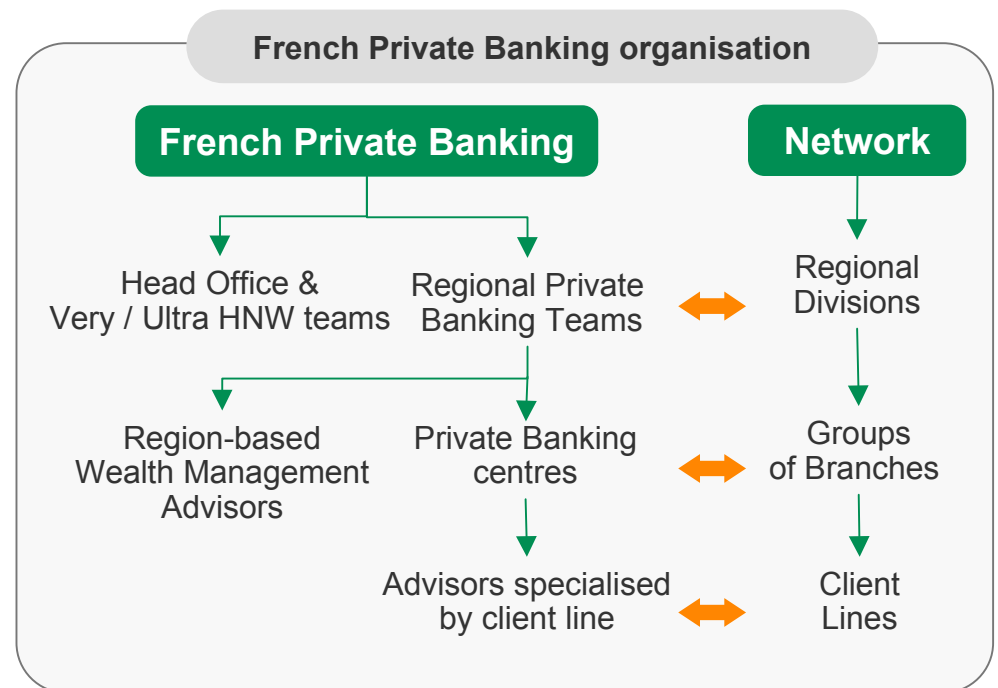 French Private Banking organisation
French Private Banking
Network
Head Office &
Very / Ultra HNW teams
Regional Private
Banking Teams
Regional
Divisions
Region-based
Wealth Management
Advisors
Private Banking
centres
Groups
of Branches
Advisors specialised
by client line
Client
Lines